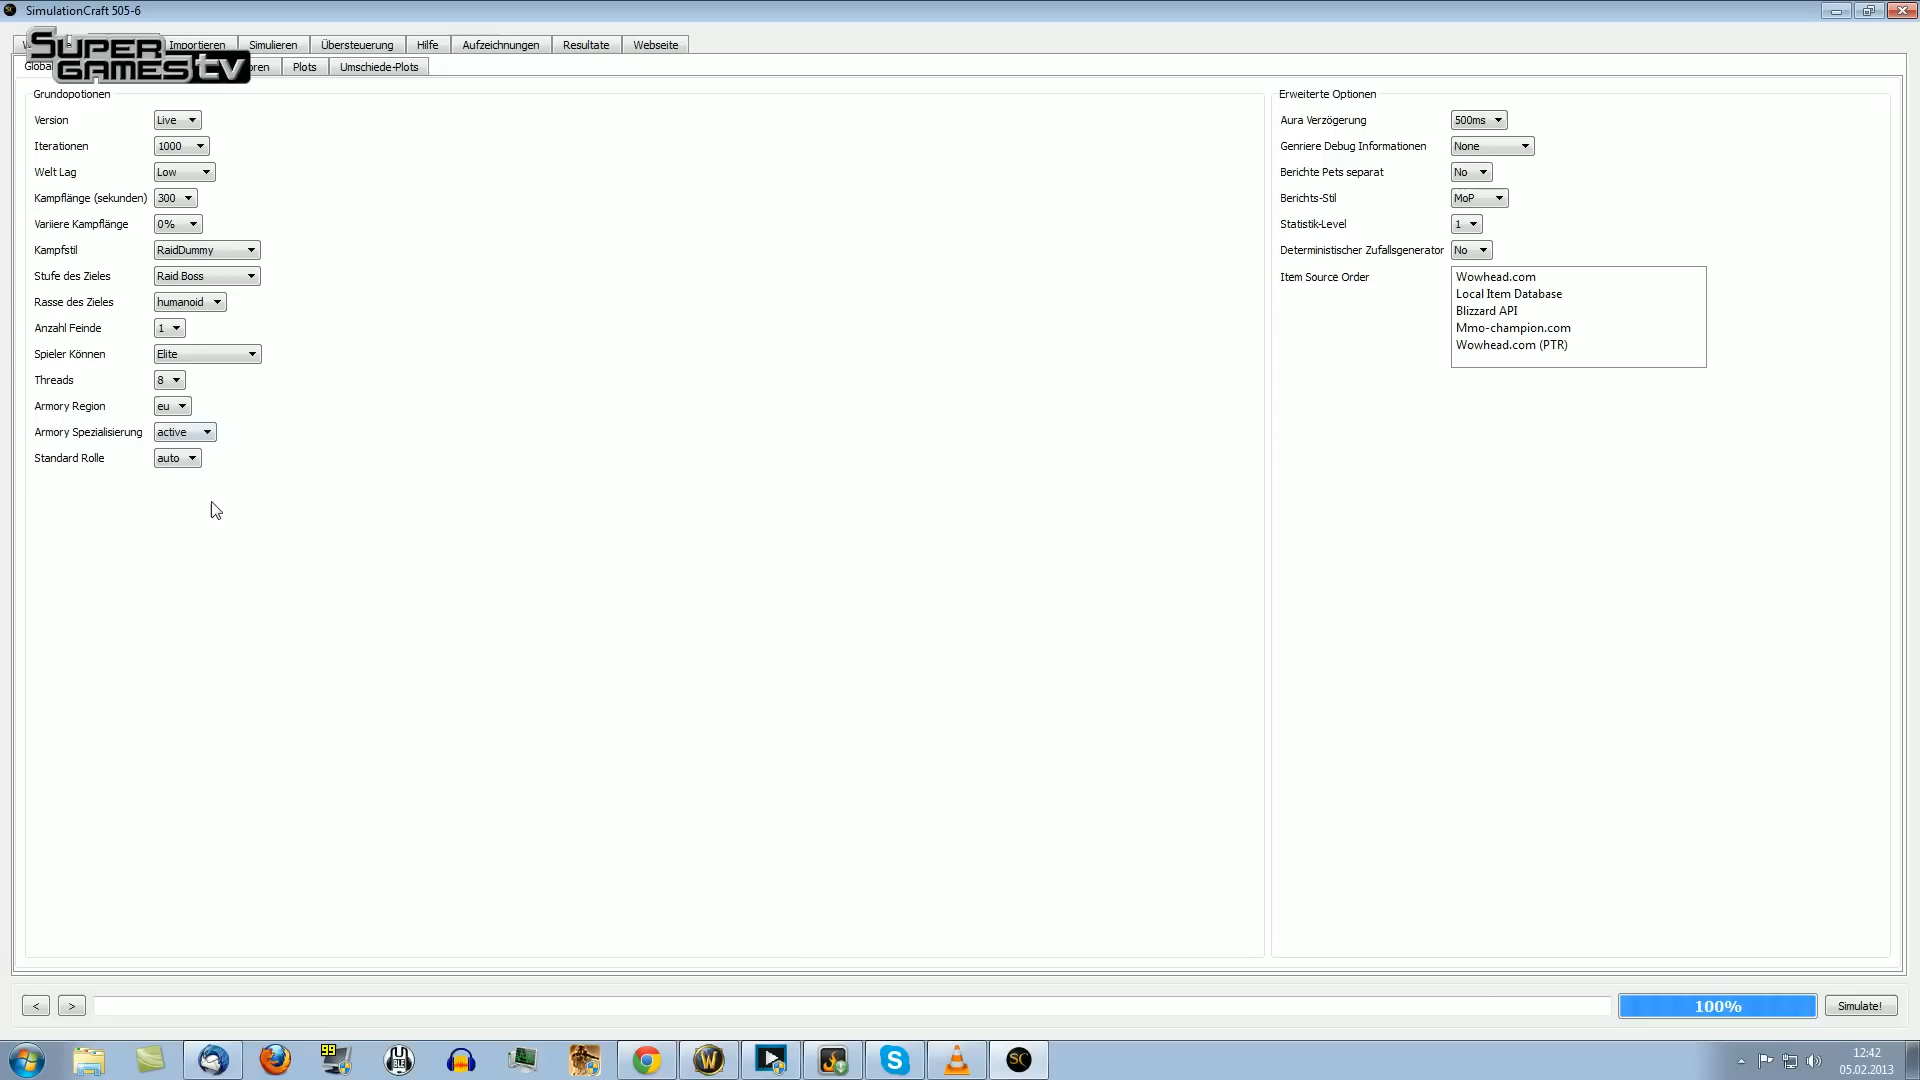 SimulationCraft 505-6
SUPER GAMES tv
Importieren Simulieren Übersteuerung Hilfe Aufzeichnungen Resultate Webseite
Plots Umschiede-Plots
Grundopotionen
Version Live
Iterationen 1000
Welt Lag Low
Kampflänge (sekunden) 300
Variiere Kampflänge 0%
Kampfstil RaidDummy
Stufe des Zieles Raid Boss
Rasse des Zieles humanoid
Anzahl Feinde 1
Spieler Können Elite
Threads 8
Armory Region eu
Armory Spezialisierung active
Standard Rolle auto
Erweiterte Optionen
Aura Verzögerung 500ms
Genriere Debug Informationen None
Berichte Pets separat No
Berichts-Stil MoP
Statistik-Level 1
Deterministischer Zufallsgenerator No
Item Source Order
Wowhead.com
Local Item Database
Blizzard API
Mmo-champion.com
Wowhead.com (PTR)
< > 100% Simulate!
99
12:42
05.02.2013